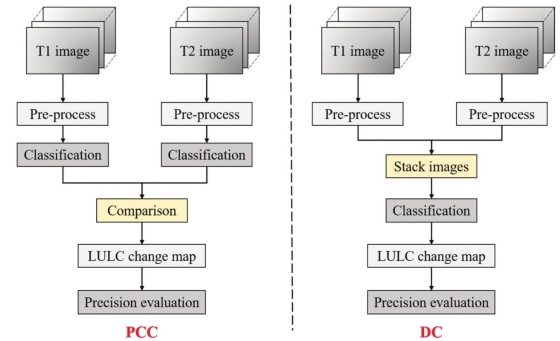 T1 image
T2 image
Pre-process
Pre-process
Classification
Classification
Comparison
LULC change map
Precision evaluation
PCC
T1 image
T2 image
Pre-process
Pre-process
Stack images
Classification
LULC change map
Precision evaluation
DC